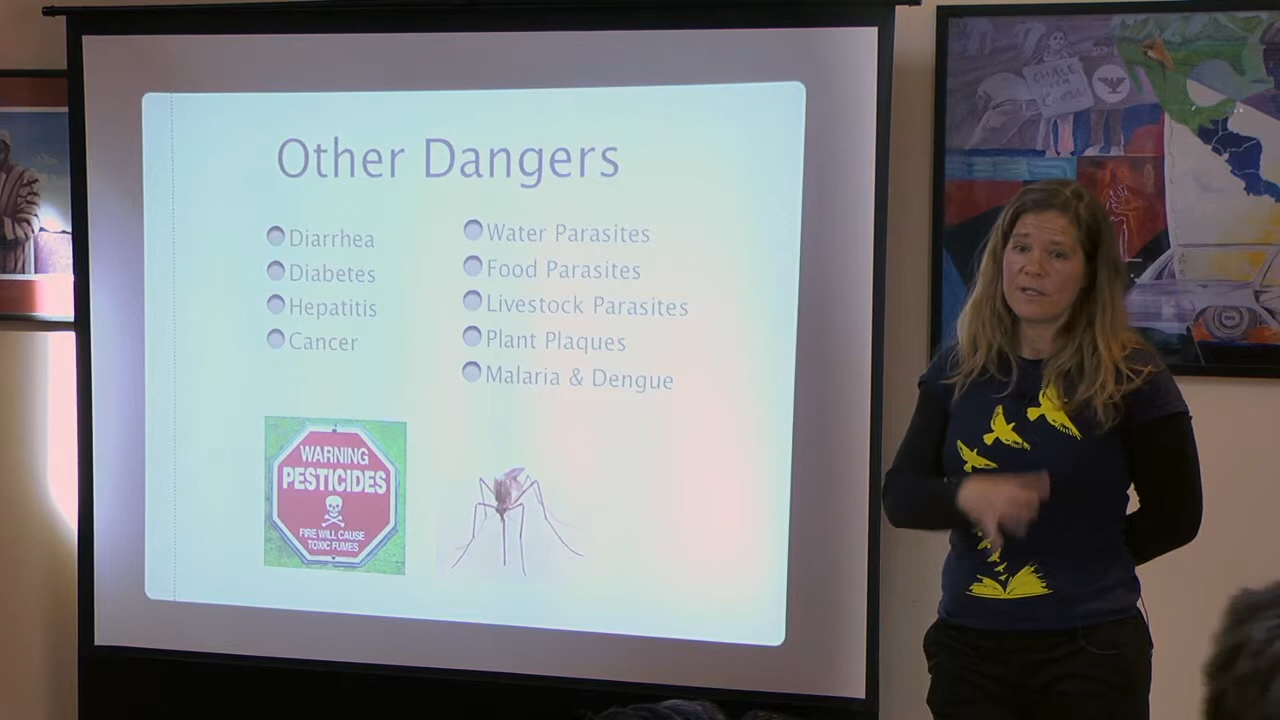 Other Dangers
Diarrhea
Diabetes
Hepatitis
Cancer
Water Parasites
Food Parasites
Livestock Parasites
Plant Plaques
Malaria & Dengue
WARNING
PESTICIDES
FIRE WILL CAUSE
TOXIC FUMES